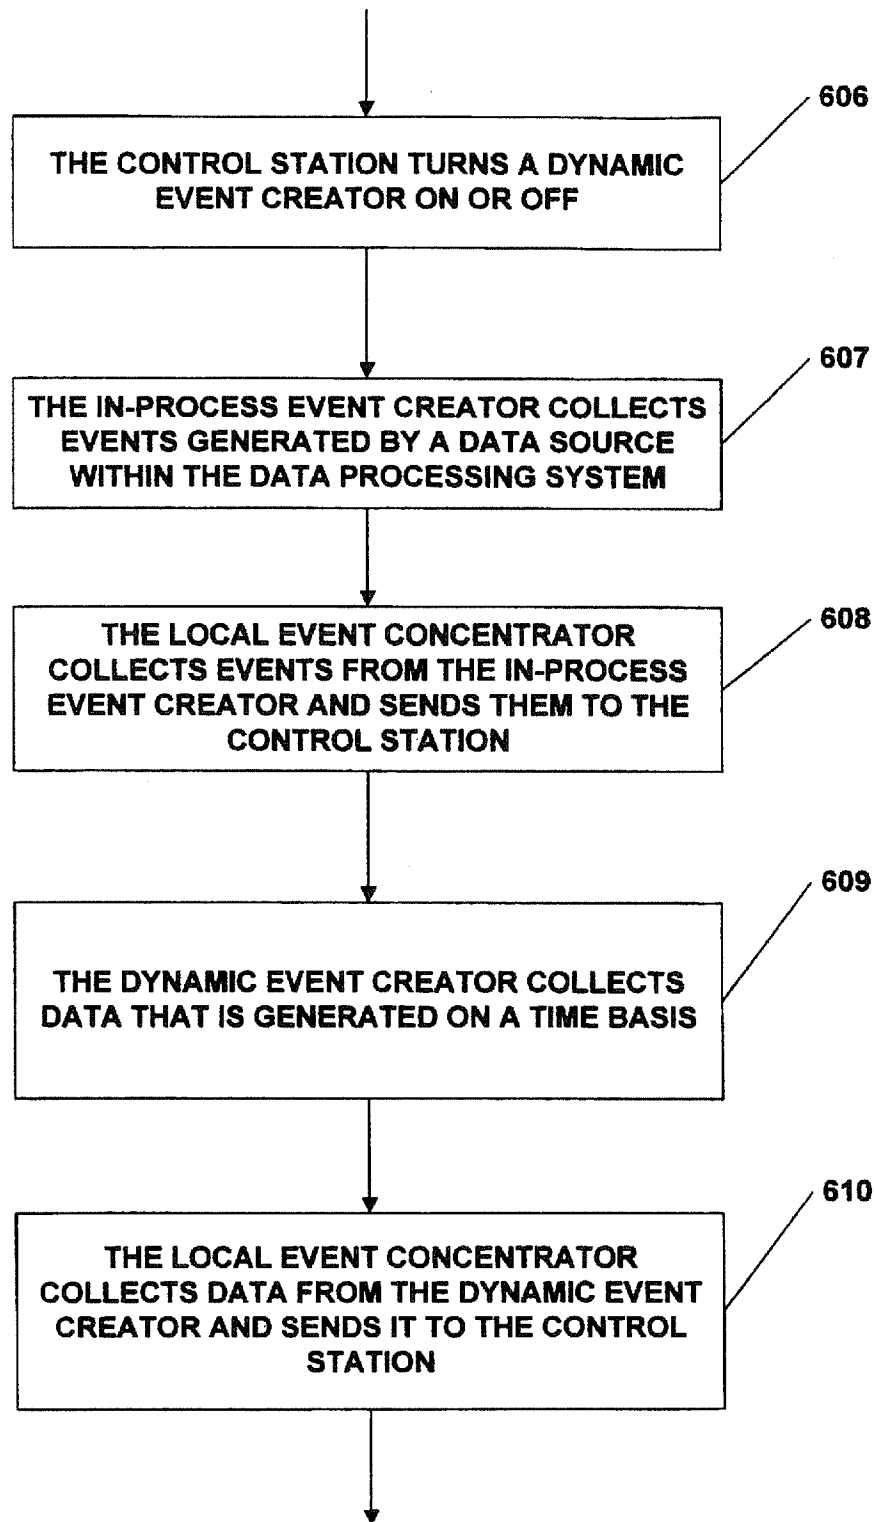 606
THE CONTROL STATION TURNS A DYNAMIC
EVENT CREATOR ON OR OFF
607
THE IN-PROCESS EVENT CREATOR COLLECTS
EVENTS GENERATED BY A DATA SOURCE
WITHIN THE DATA PROCESSING SYSTEM
608
THE LOCAL EVENT CONCENTRATOR
COLLECTS EVENTS FROM THE IN-PROCESS
EVENT CREATOR AND SENDS THEM TO THE
CONTROL STATION
609
THE DYNAMIC EVENT CREATOR COLLECTS
DATA THAT IS GENERATED ON A TIME BASIS
610
THE LOCAL EVENT CONCENTRATOR
COLLECTS DATA FROM THE DYNAMIC EVENT
CREATOR AND SENDS IT TO THE CONTROL
STATION